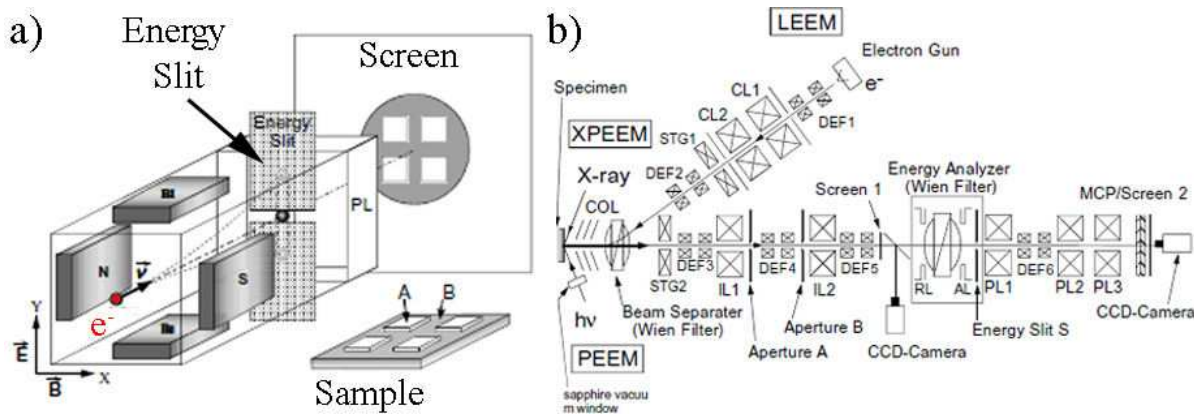 a)
Energy
Slit
Screen
Energy
Slit
PL
N
S
v
e-
Y
E
B
X
A
B
Sample
b)
LEEM
Electron Gun
e-
Specimen
CL1
CL2
DEF1
XPEEM
STG1
DEF2
X-ray
COL
Energy Analyzer
(Wien Filter)
Screen 1
MCP/Screen 2
DEF3
DEF4
DEF5
DEF6
STG2
IL1
IL2
RL
AL
PL1
PL2
PL3
hν
Beam Separater
(Wien Filter)
Aperture B
Energy Slit S
CCD-Camera
Aperture A
CCD-Camera
PEEM
sapphire vacuu
m window